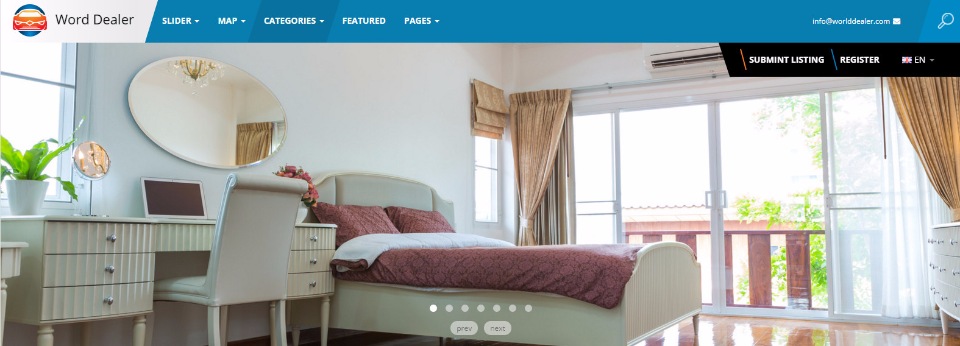 Word Dealer
SLIDER MAP CATEGORIES FEATURED PAGES
info@worlddealer.com
SUBMINT LISTING REGISTER EN
prev next